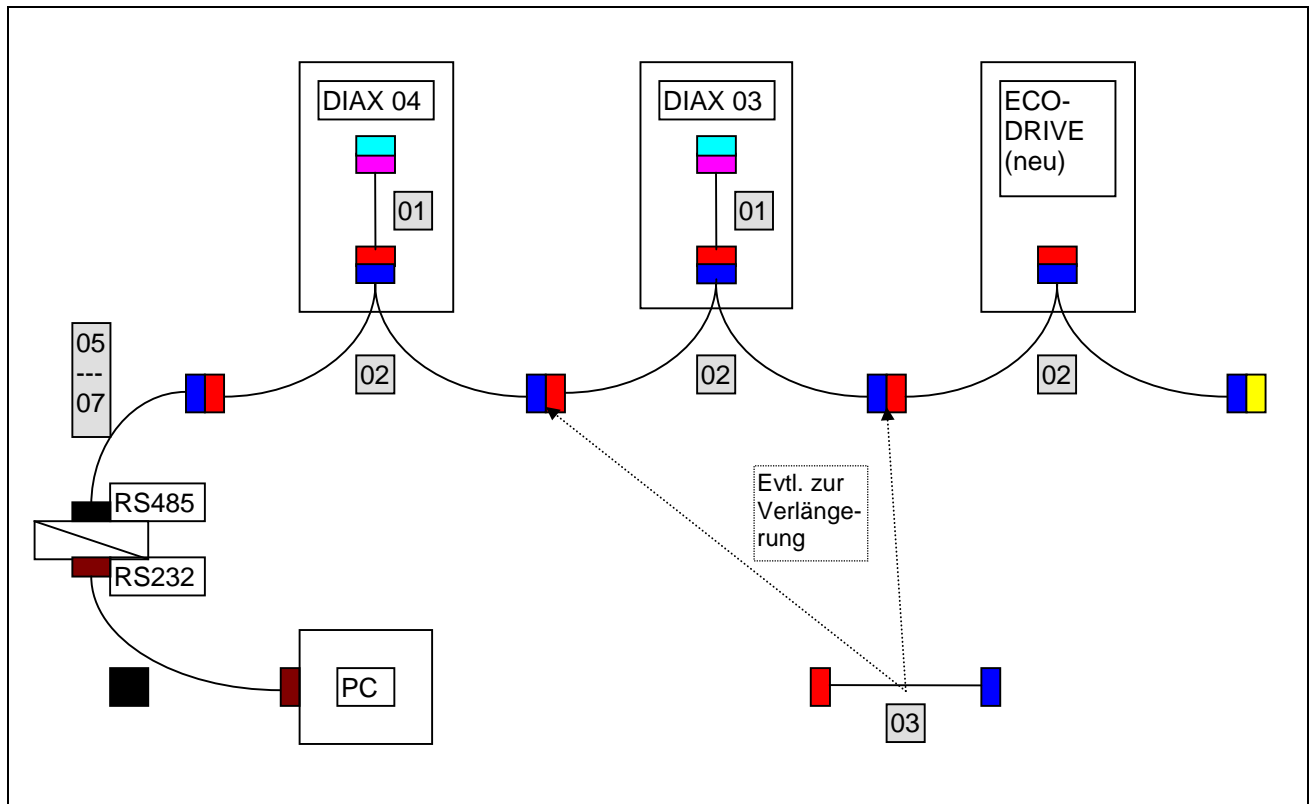 DIAX 04
DIAX 03
ECO-
DRIVE
(neu)
01
01
05
---
07
02
02
02
RS485
Evtl. zur
Verlänge-
rung
RS232
PC
03